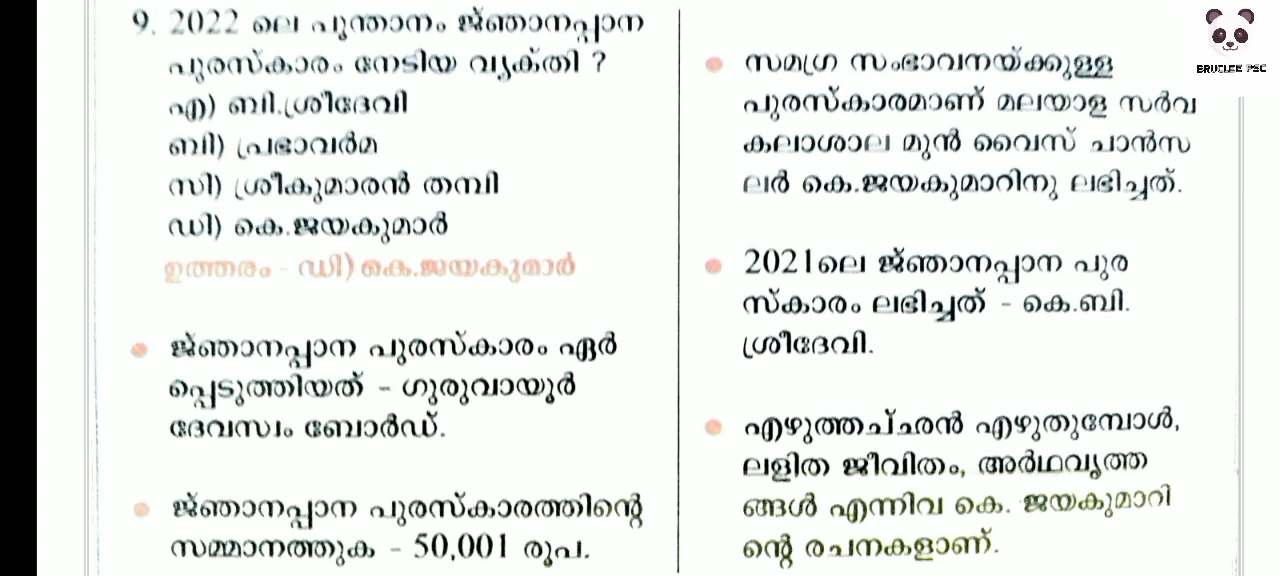 9. 2022 ലെ പൂന്താനം ജ്ഞാനപ്പാന
പുരസ്കാരം നേടിയ വ്യക്തി ?
എ) ബി.ശ്രീദേവി
ബി) പ്രഭാവർമ
സി) ശ്രീകുമാരൻ തമ്പി
ഡി) കെ.ജയകുമാർ
ഉത്തരം - ഡി) കെ.ജയകുമാർ
ജ്ഞാനപ്പാന പുരസ്കാരം ഏർ
പ്പെടുത്തിയത് - ഗുരുവായൂർ
ദേവസ്വം ബോർഡ്.
ജ്ഞാനപ്പാന പുരസ്കാരത്തിന്റെ
സമ്മാനത്തുക - 50,001 രൂപ.
സമഗ്ര സംഭാവനയ്ക്കുള്ള
പുരസ്കാരമാണ് മലയാള സർവ
കലാശാല മുൻ വൈസ് ചാൻസ
ലർ കെ.ജയകുമാറിനു ലഭിച്ചത്.
2021ലെ ജ്ഞാനപ്പാന പുര
സ്കാരം ലഭിച്ചത് - കെ.ബി.
ശ്രീദേവി.
എഴുത്തച്ഛൻ എഴുതുമ്പോൾ,
ലളിത ജീവിതം, അർഥവൃത്ത
ങ്ങൾ എന്നിവ കെ. ജയകുമാറി
ന്റെ രചനകളാണ്.
BRUCLEE PSC